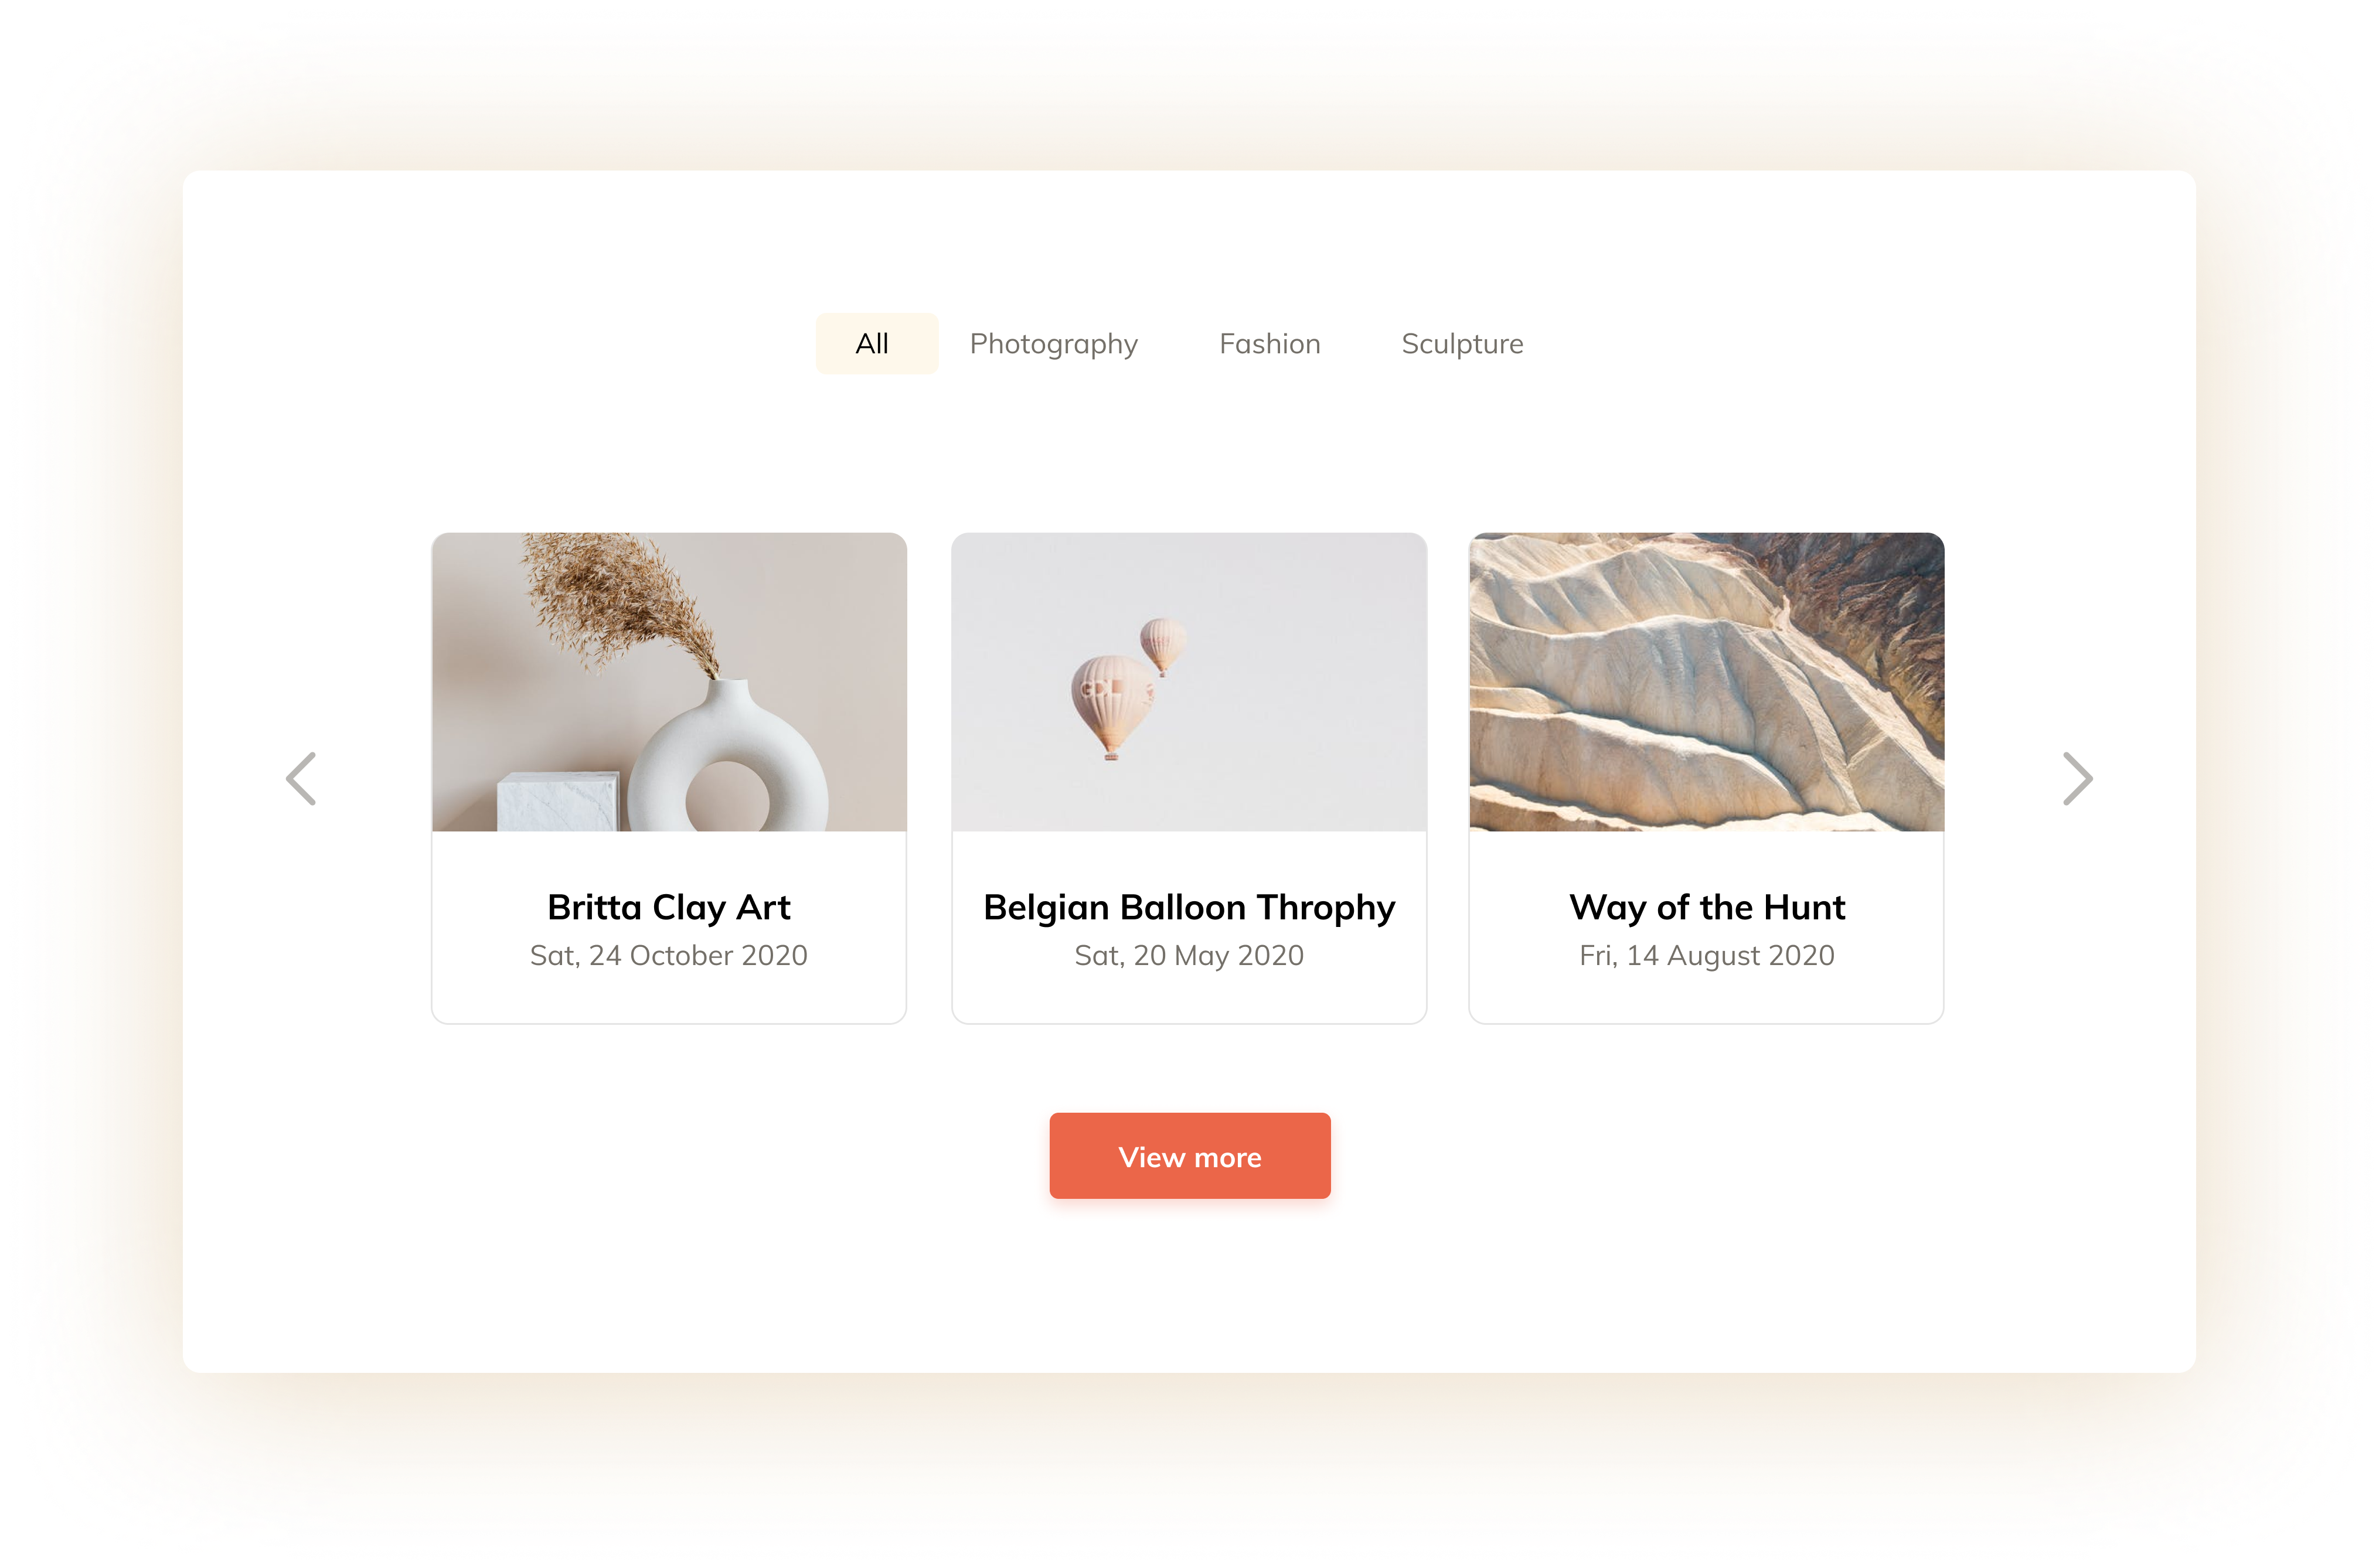 All Photography Fashion Sculpture
GDL
Britta Clay Art
Sat, 24 October 2020
Belgian Balloon Throphy
Sat, 20 May 2020
Way of the Hunt
Fri, 14 August 2020
View more